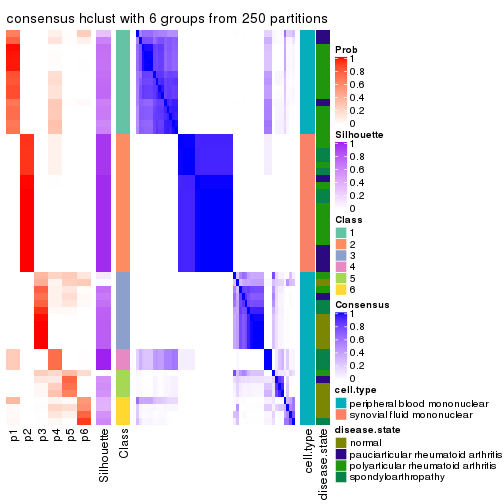 consensus hclust with 6 groups from 250 partitions
Prob
1
0.8
0.6
0.4
0.2
0
Silhouette
1
0.8
0.6
0.4
0.2
0
Class
1
2
3
4
5
6
Consensus
1
0.8
0.6
0.4
0.2
0
cell.type
peripheral blood mononuclear
synovial fluid mononuclear
disease.state
normal
pauciarticular rheumatoid arthritis
polyarticular rheumatoid arthritis
spondyloarthropathy
p1
p2
p3
p4
p5
p6
Silhouette
Class
cell.type
disease.state